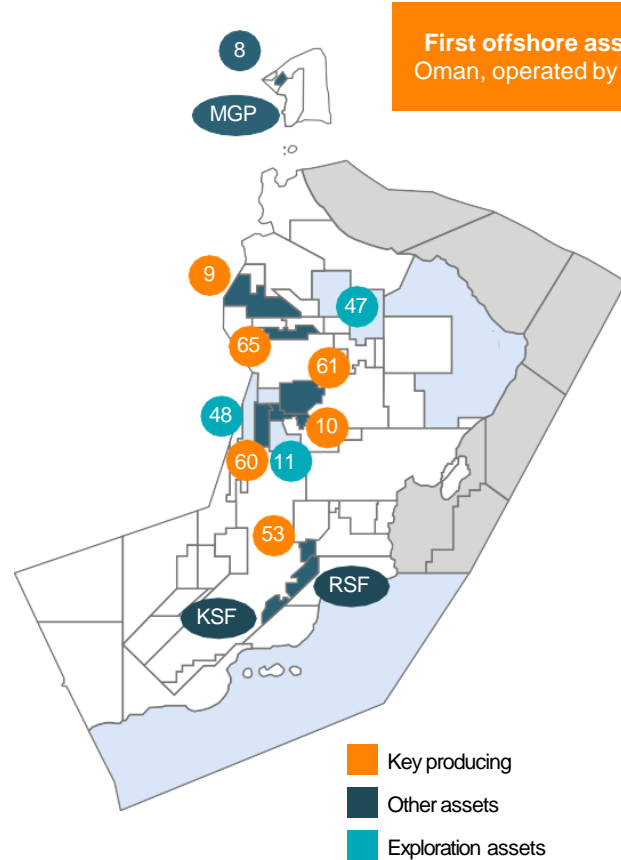 8
First offshore
Oman, operated by
MGP
9
47
65
61
48
10
60
11
53
RSF
KSF
Key producing
Other assets
Exploration assets